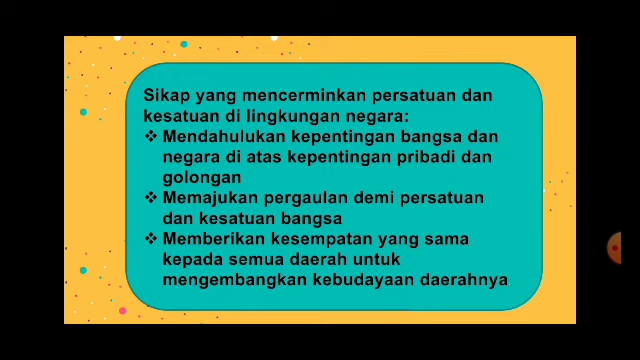 Sikap yang mencerminkan persatuan dan
kesatuan di lingkungan negara:
❖ Mendahulukan kepentingan bangsa dan
negara di atas kepentingan pribadi dan
golongan
❖ Memajukan pergaulan demi persatuan
dan kesatuan bangsa
❖ Memberikan kesempatan yang sama
kepada semua daerah untuk
mengembangkan kebudayaan daerahnya